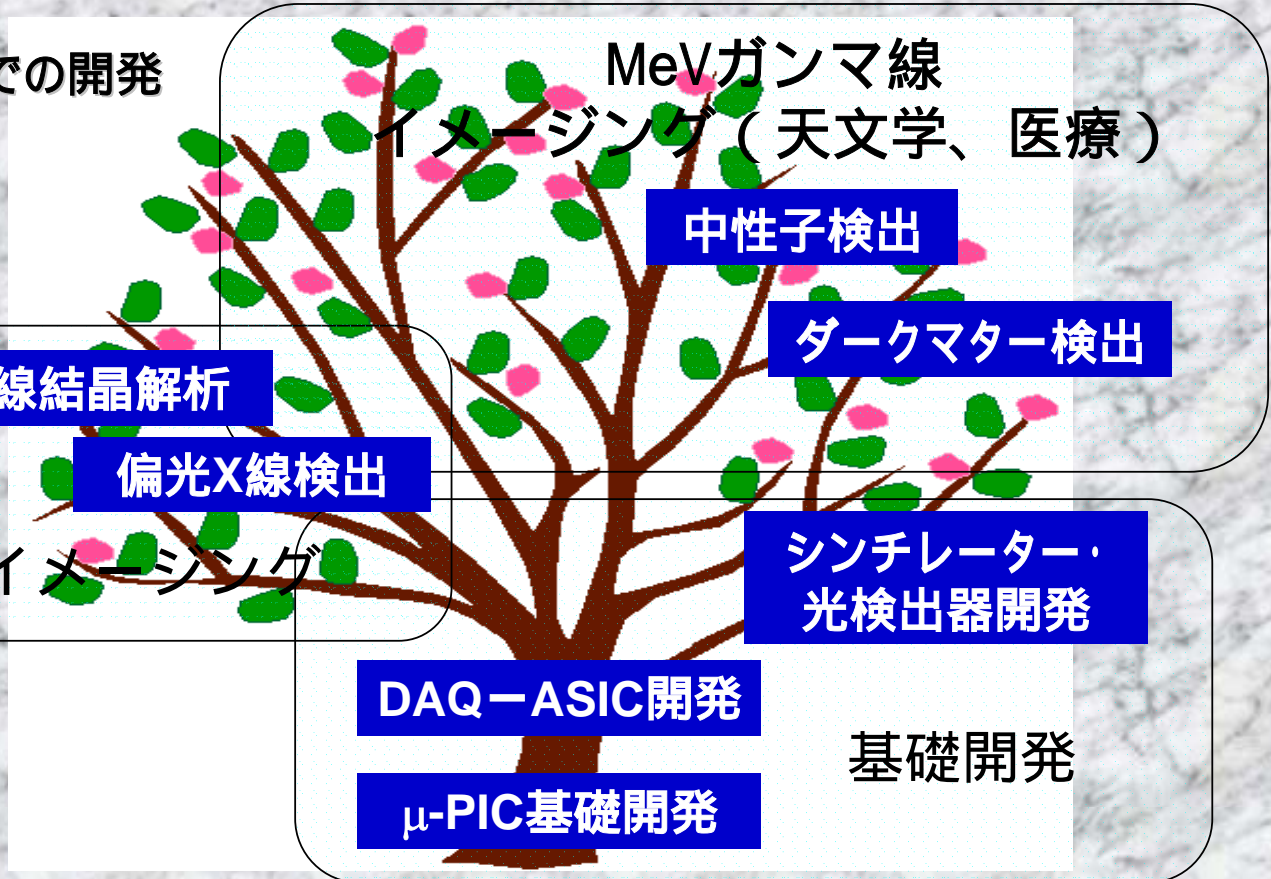 での開発
MeVガンマ線
イメージング（天文学、医療）
中性子検出
ダークマター検出
線結晶解析
偏光X線検出
イメージング
シンチレーター・
光検出器開発
DAQーASIC開発
基礎開発
μ-PIC基礎開発